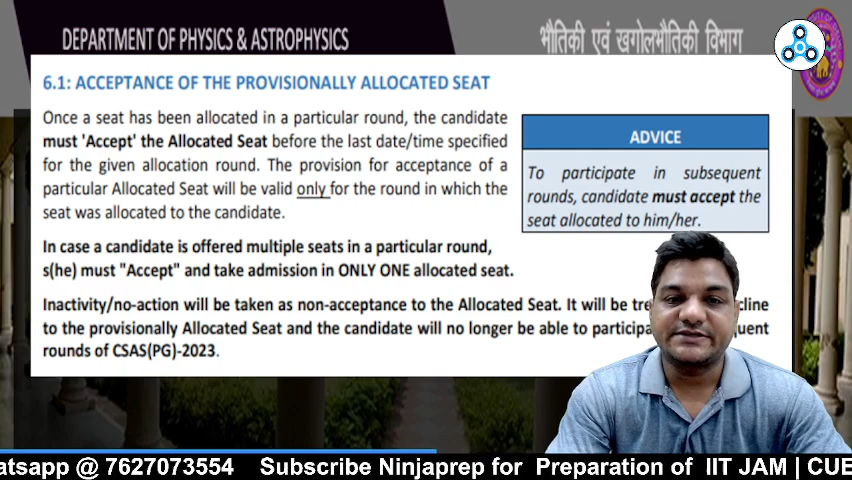 DEPARTMENT OF PHYSICS & ASTROPHYSICS
भौतिकी एवं खगोलभौतिकी विभाग
6.1: ACCEPTANCE OF THE PROVISIONALLY ALLOCATED SEAT
Once a seat has been allocated in a particular round, the candidate
must 'Accept' the Allocated Seat before the last date/time specified
for the given allocation round. The provision for acceptance of a
particular Allocated Seat will be valid only for the round in which the
seat was allocated to the candidate.
ADVICE
To participate in subsequent
rounds, candidate must accept the
seat allocated to him/her.
In case a candidate is offered multiple seats in a particular round,
s(he) must "Accept" and take admission in ONLY ONE allocated seat.
Inactivity/no-action will be taken as non-acceptance to the Allocated Seat. It will be
to the provisionally Allocated Seat and the candidate will no longer be able to
rounds of CSAS(PG)-2023.
@ 7627073554 Subscribe Ninjaprep for Preparation of IIT JAM |